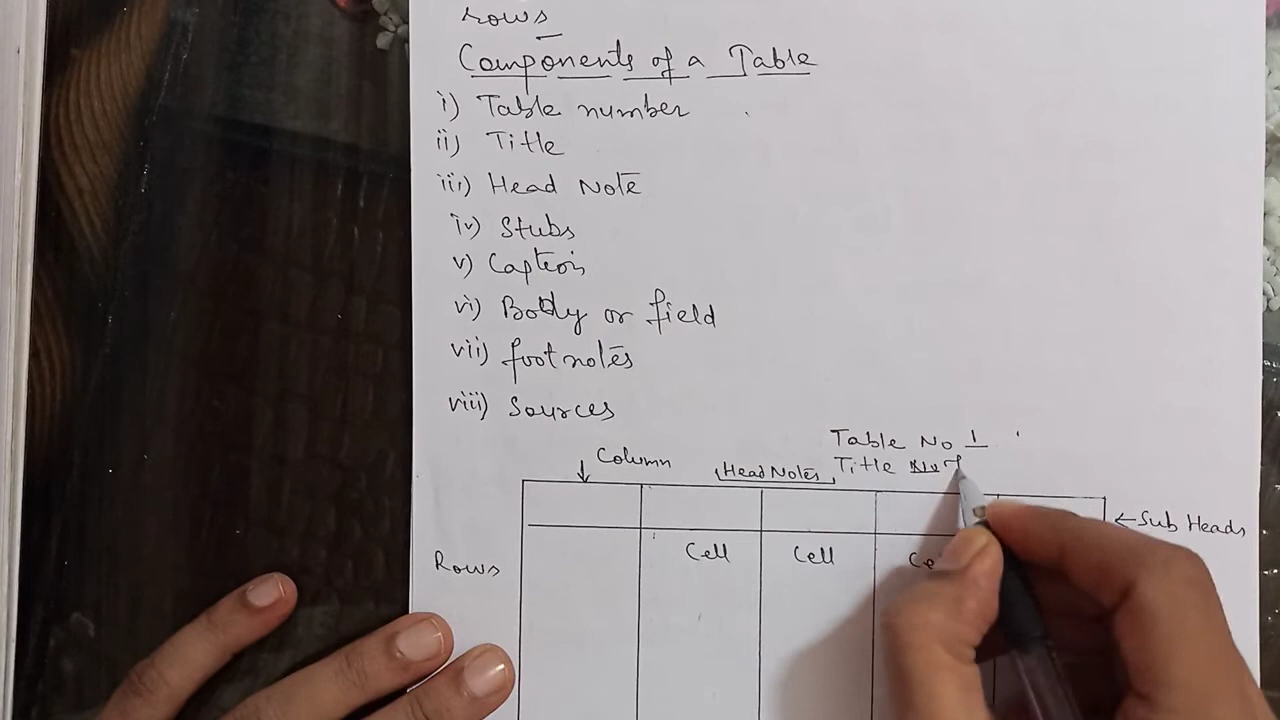 rows
Components of a Table
i) Table number
ii) Title
iii) Head Note
iv) Stubs
v) Caption
vi) Body or field
vii) footnotes
viii) Sources
Table No 1
Column
Head Notes
Title
← Sub Heads
Cell
Cell
Ce
Rows